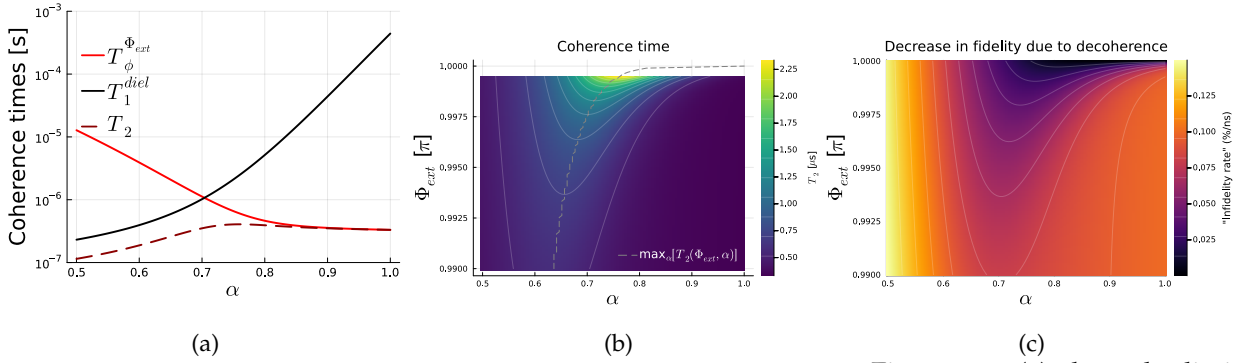 Coherence times [s]
10⁻³
10⁻⁴
10⁻⁵
10⁻⁶
10⁻⁷
T_ϕ^{Φ_ext}
T_1^{diel}
T_2
0.5 0.6 0.7 0.8 0.9 1.0
α
(a)
Coherence time
Φ_ext [π]
1,0000
0,9975
0,9950
0,9925
0,9900
max_α[T_2(Φ_ext, α)]
0.5 0.6 0.7 0.8 0.9 1.0
α
2.25
2.00
1.75
1.50
1.25
1.00
0.75
0.50
T_2 [μs]
(b)
Decrease in fidelity due to decoherence
Φ_ext [π]
1,0000
0,9975
0,9950
0,9925
0,9900
0.5 0.6 0.7 0.8 0.9 1.0
α
0,125
0,100
0,075
0,050
0,025
"Infidelity rate" (%/ns)
(c)